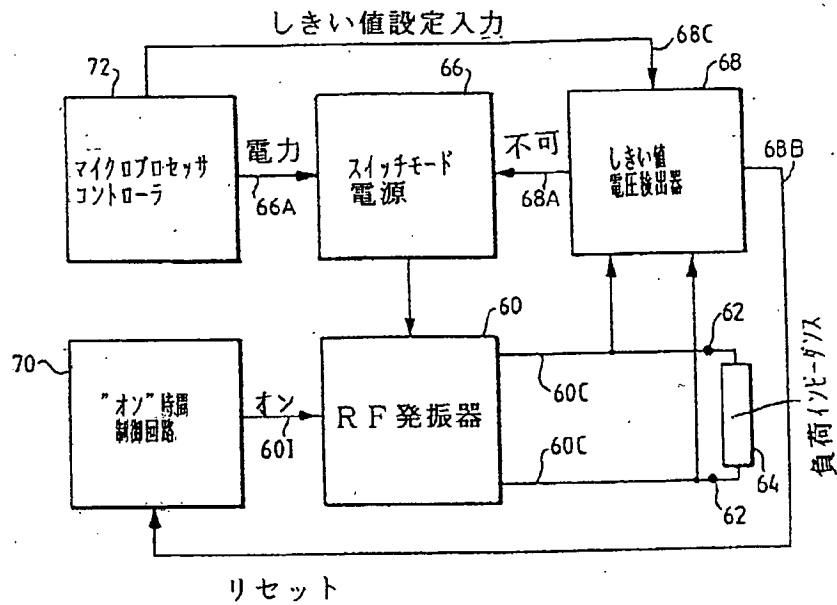 しきい値設定入力
68C
72
66
68
マイクロプロセッサ
コントローラ
電力
66A
スイッチモード
電源
不可
68A
しきい値
電圧検出器
68B
60
62
70
"オン"時間
制御回路
オン
60I
RF発振器
60C
60C
62
64
負荷インピーダンス
リセット